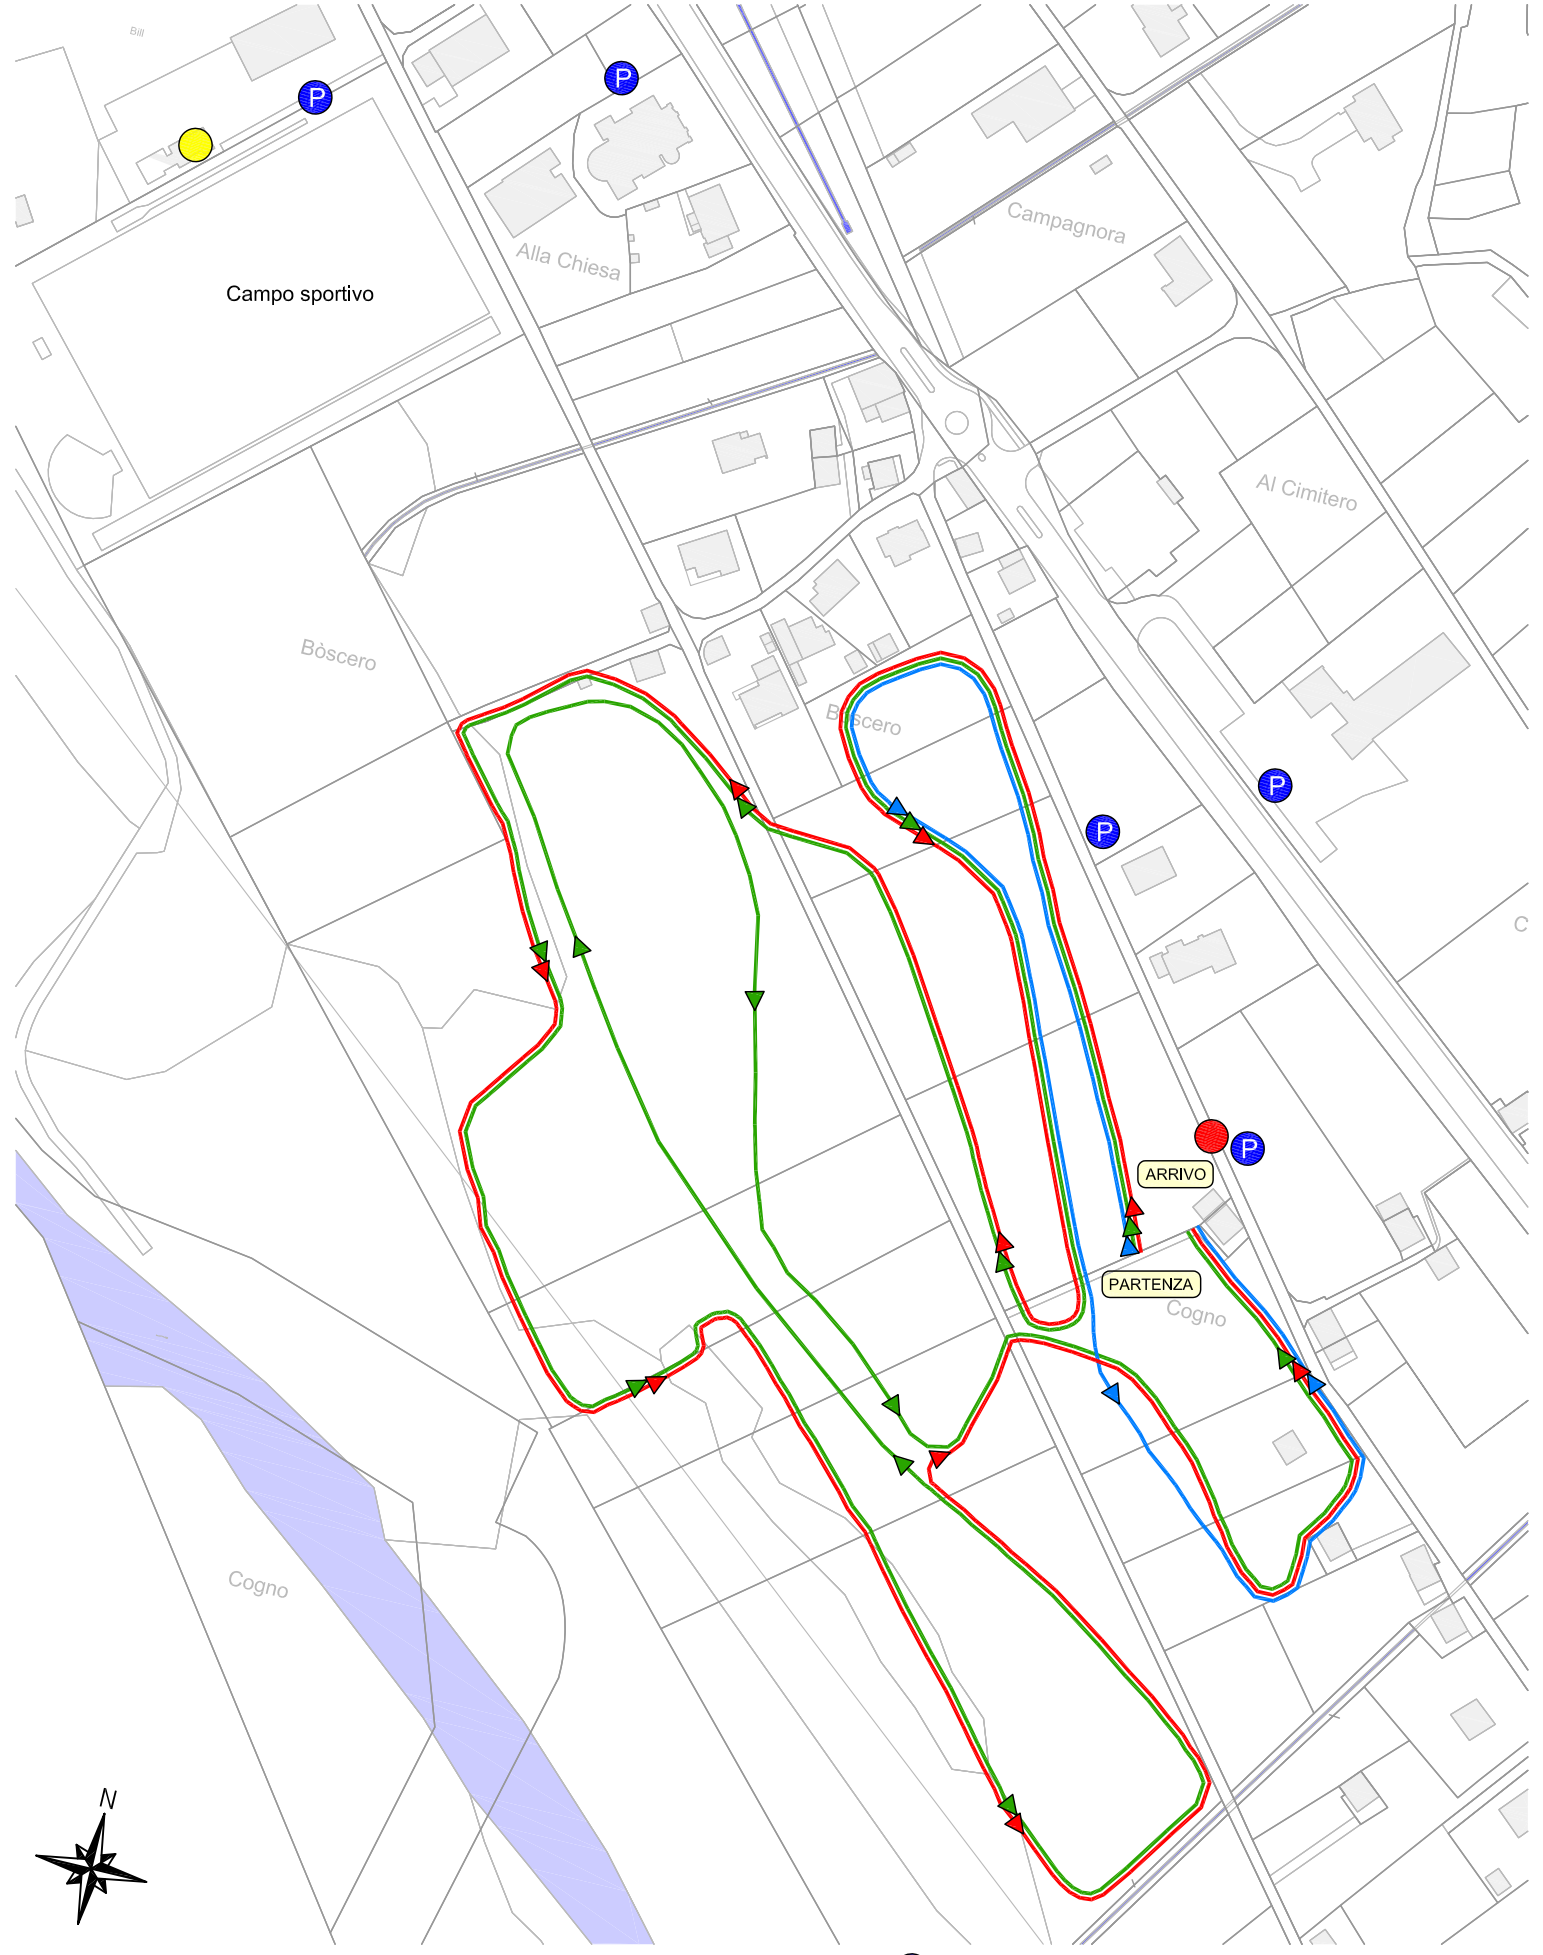 Bill
P
P
Campagnora
Alla Chiesa
Campo sportivo
Al Cimitero
Bòscero
Bòscero
P
P
C
P
ARRIVO
PARTENZA
Cogno
Cogno
N